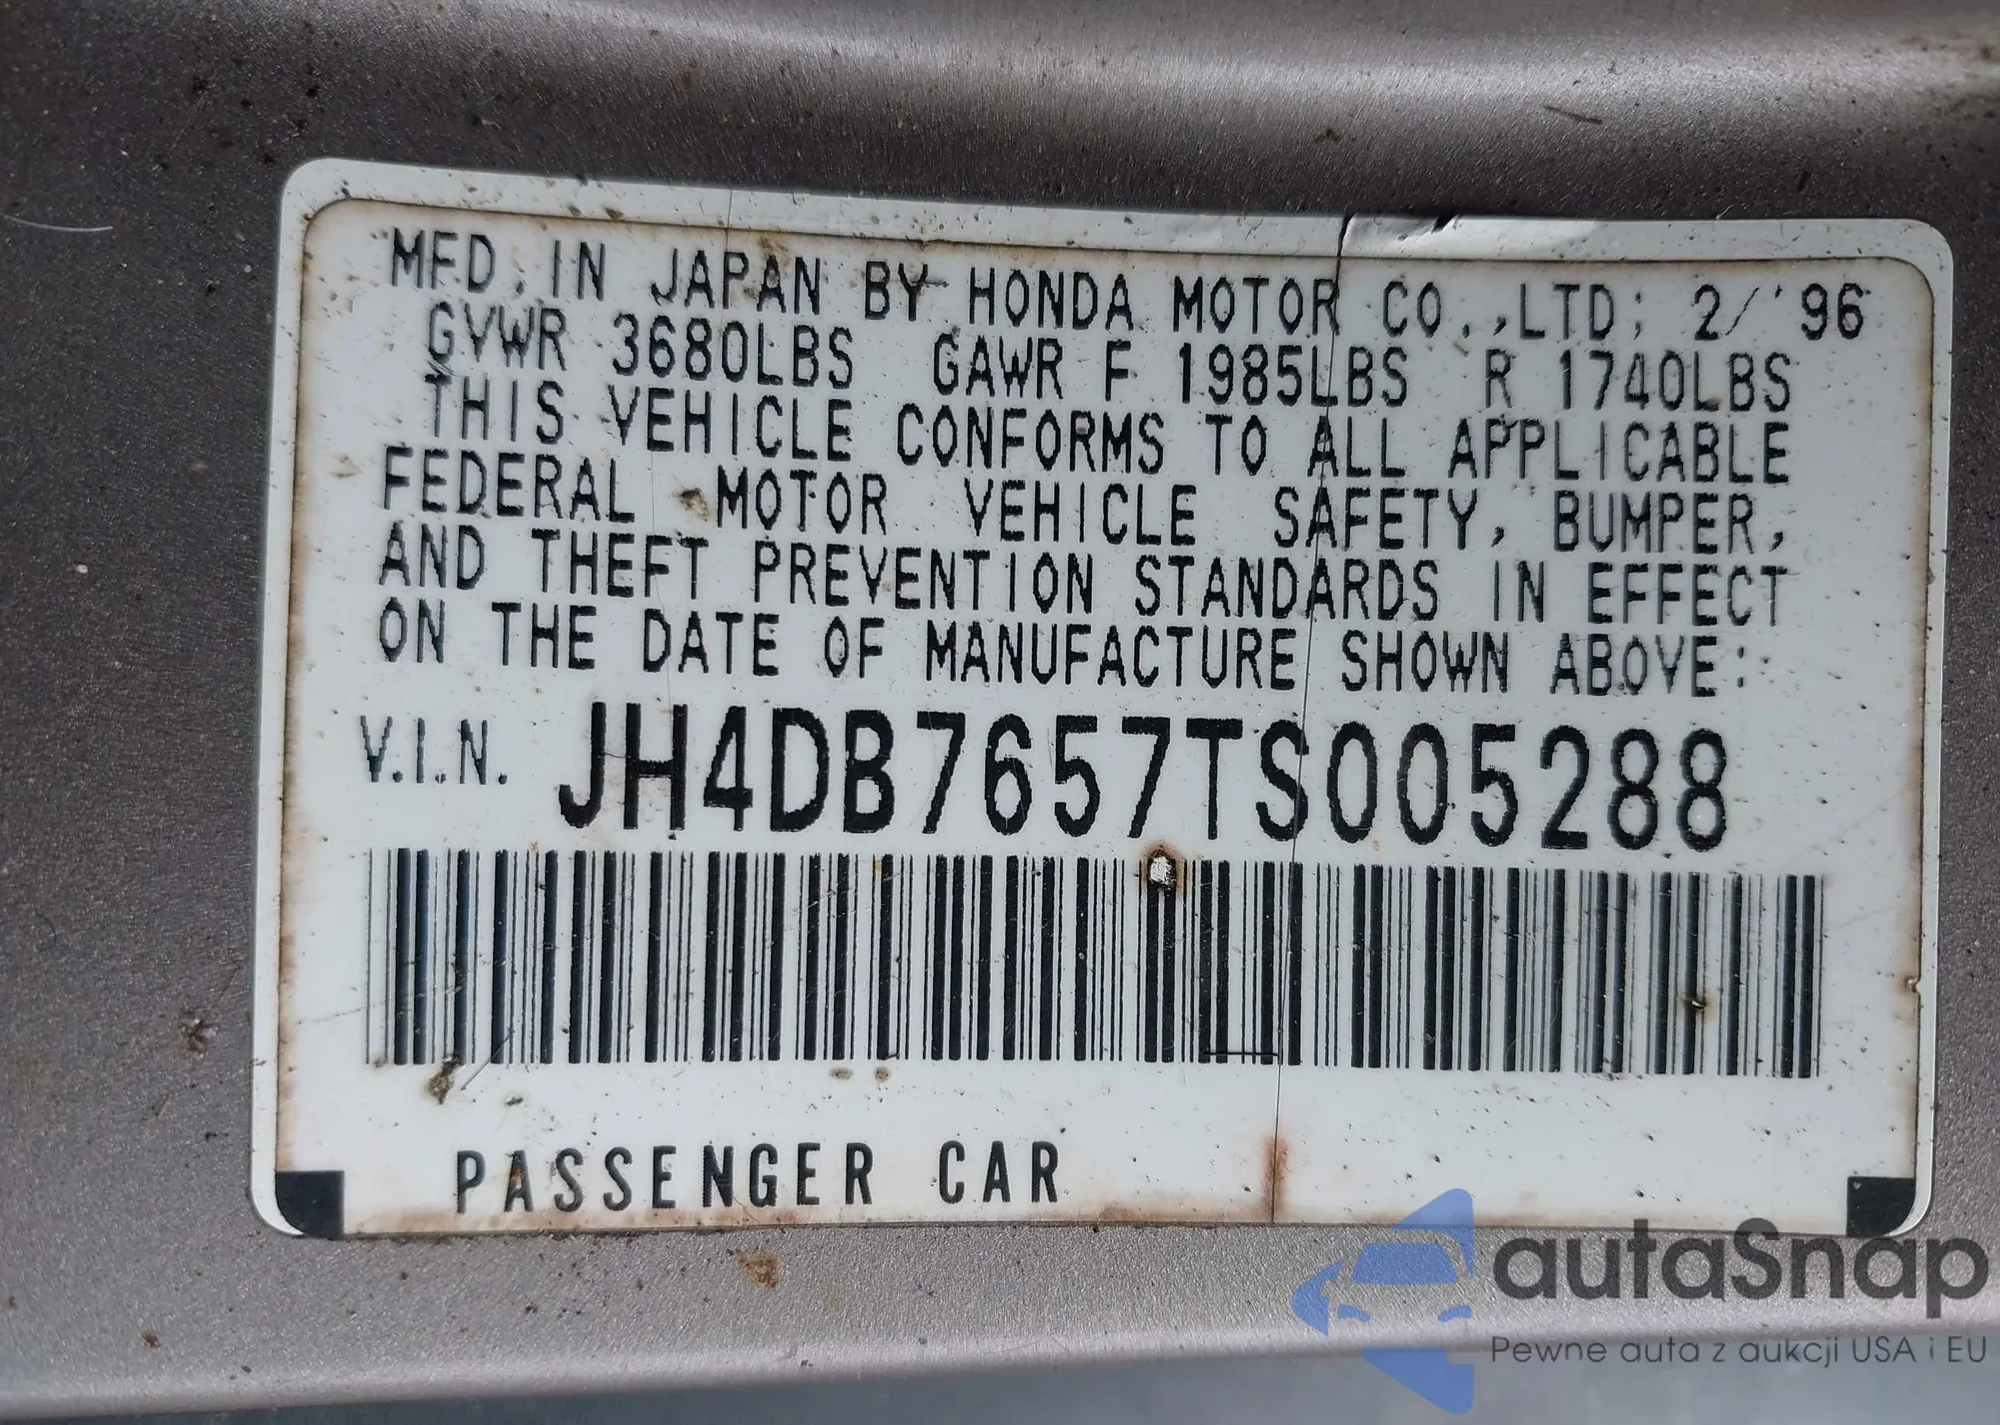 MFD. IN JAPAN BY HONDA MOTOR CO.,LTD; 2/'96
GVWR 3680LBS GAWR F 1985LBS R 1740LBS
THIS VEHICLE CONFORMS TO ALL APPLICABLE
FEDERAL MOTOR VEHICLE SAFETY, BUMPER,
AND THEFT PREVENTION STANDARDS IN EFFECT
ON THE DATE OF MANUFACTURE SHOWN ABOVE:
V.I.N. JH4DB7657TS005288
PASSENGER CAR
autaSnap
Pewne auta z aukcji USA i EU